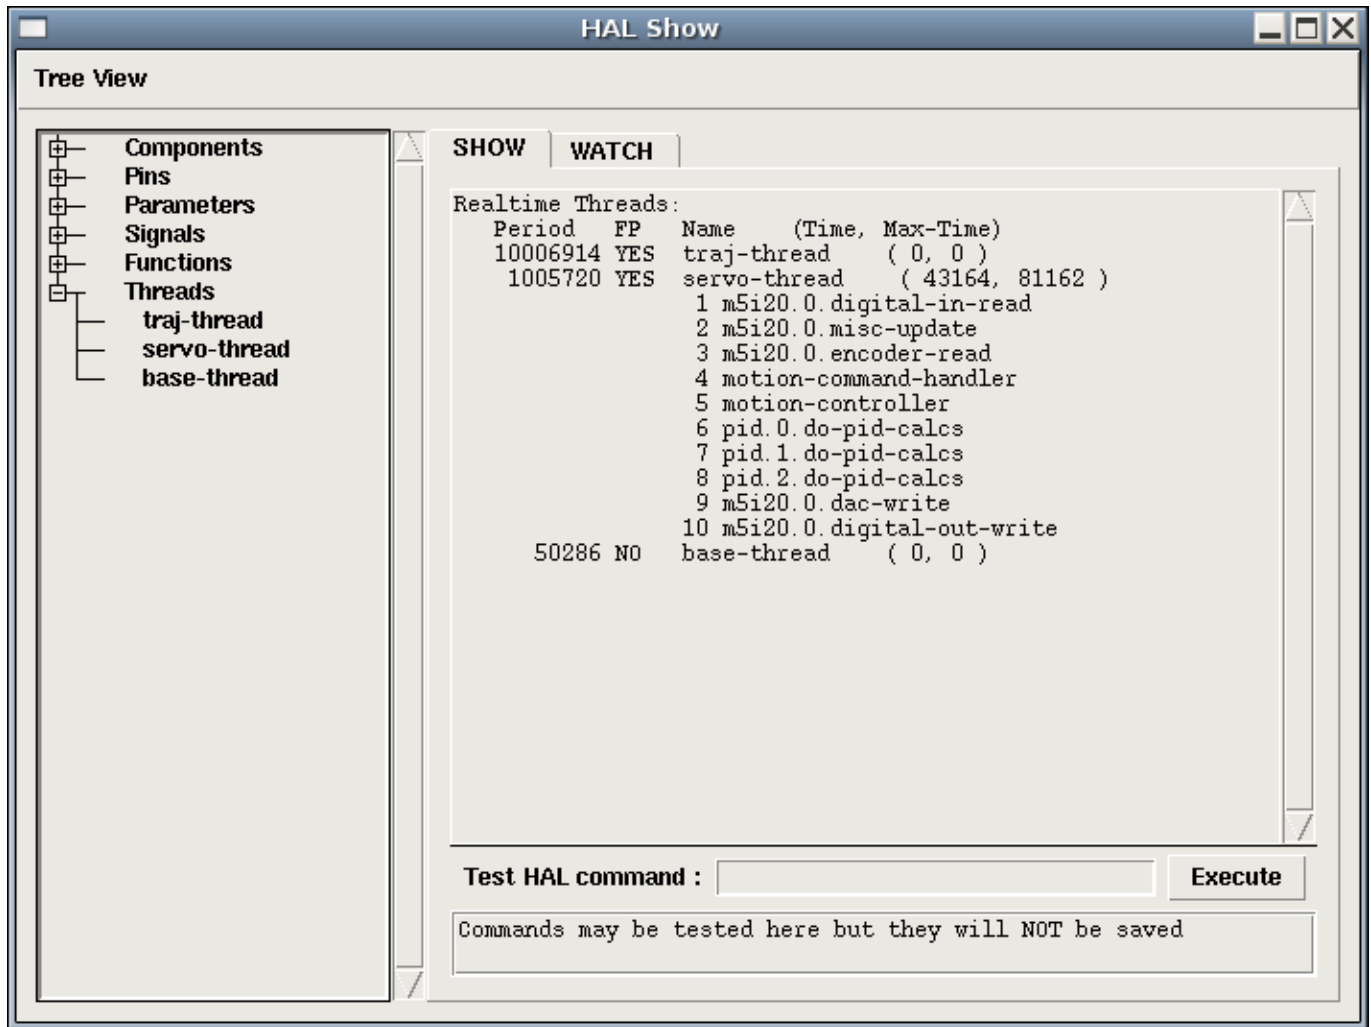 HAL Show
Tree View
Components
Pins
Parameters
Signals
Functions
Threads
traj-thread
servo-thread
base-thread
SHOW WATCH
Realtime Threads:
Period FP Name (Time, Max-Time)
10006914 YES traj-thread ( 0, 0 )
1005720 YES servo-thread ( 43164, 81162 )
1 m5i20.0.digital-in-read
2 m5i20.0.misc-update
3 m5i20.0.encoder-read
4 motion-command-handler
5 motion-controller
6 pid.0.do-pid-calcs
7 pid.1.do-pid-calcs
8 pid.2.do-pid-calcs
9 m5i20.0.dac-write
10 m5i20.0.digital-out-write
50286 NO base-thread ( 0, 0 )
Test HAL command : Execute
Commands may be tested here but they will NOT be saved